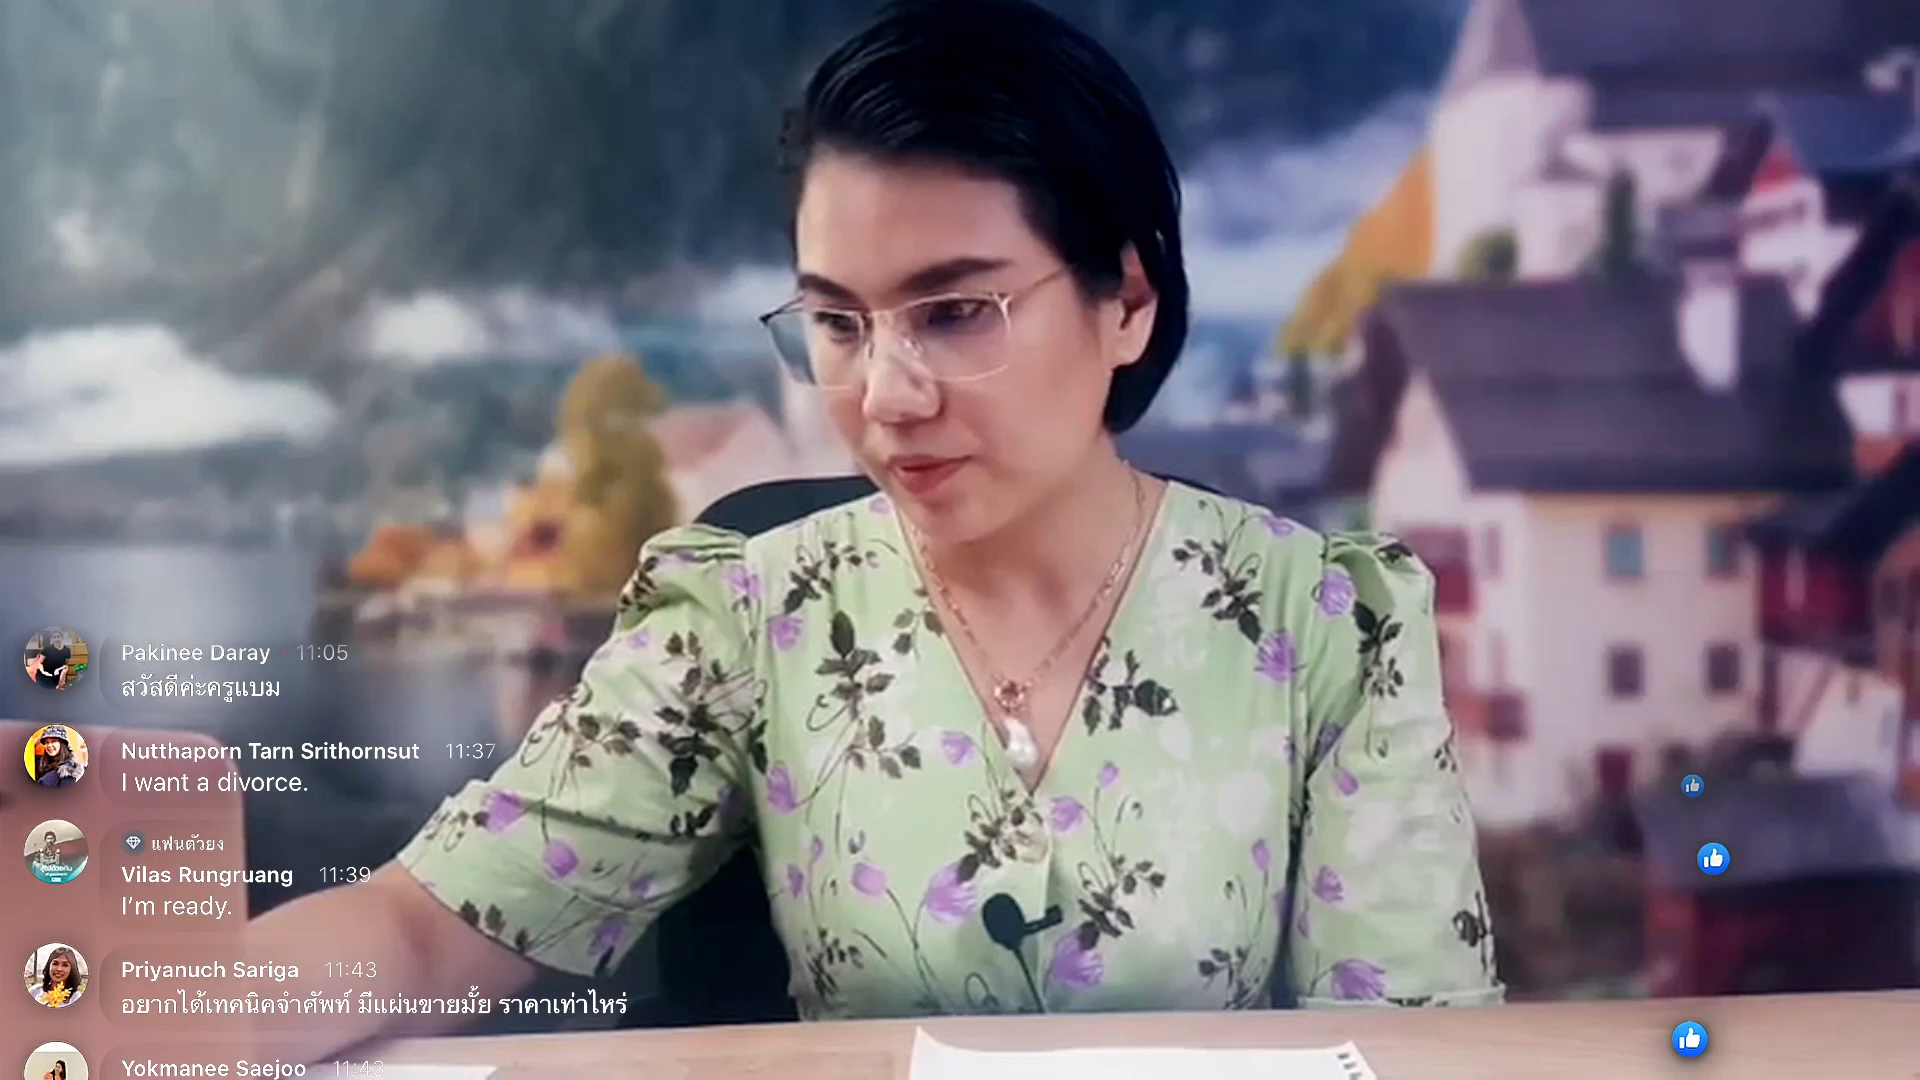 Pakinee Daray 11:05
สวัสดีค่ะครูแบม
Nutthaporn Tarn Srithornsut 11:37
I want a divorce.
แฟนตัวยง
Vilas Rungruang 11:39
I'm ready.
Priyanuch Sariga 11:43
อยากได้เทคนิคจำศัพท์ มีแผ่นขายมั้ย ราคาเท่าไหร่
Yokmanee Saejoo 11:43